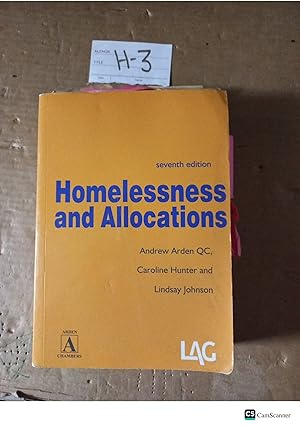 AUTHOR
TITLE
H-3
seventh edition
Homelessness
and Allocations
Andrew Arden QC,
Caroline Hunter and
Lindsay Johnson
ARDEN
A
CHAMBERS
LAG
CS CamScanner